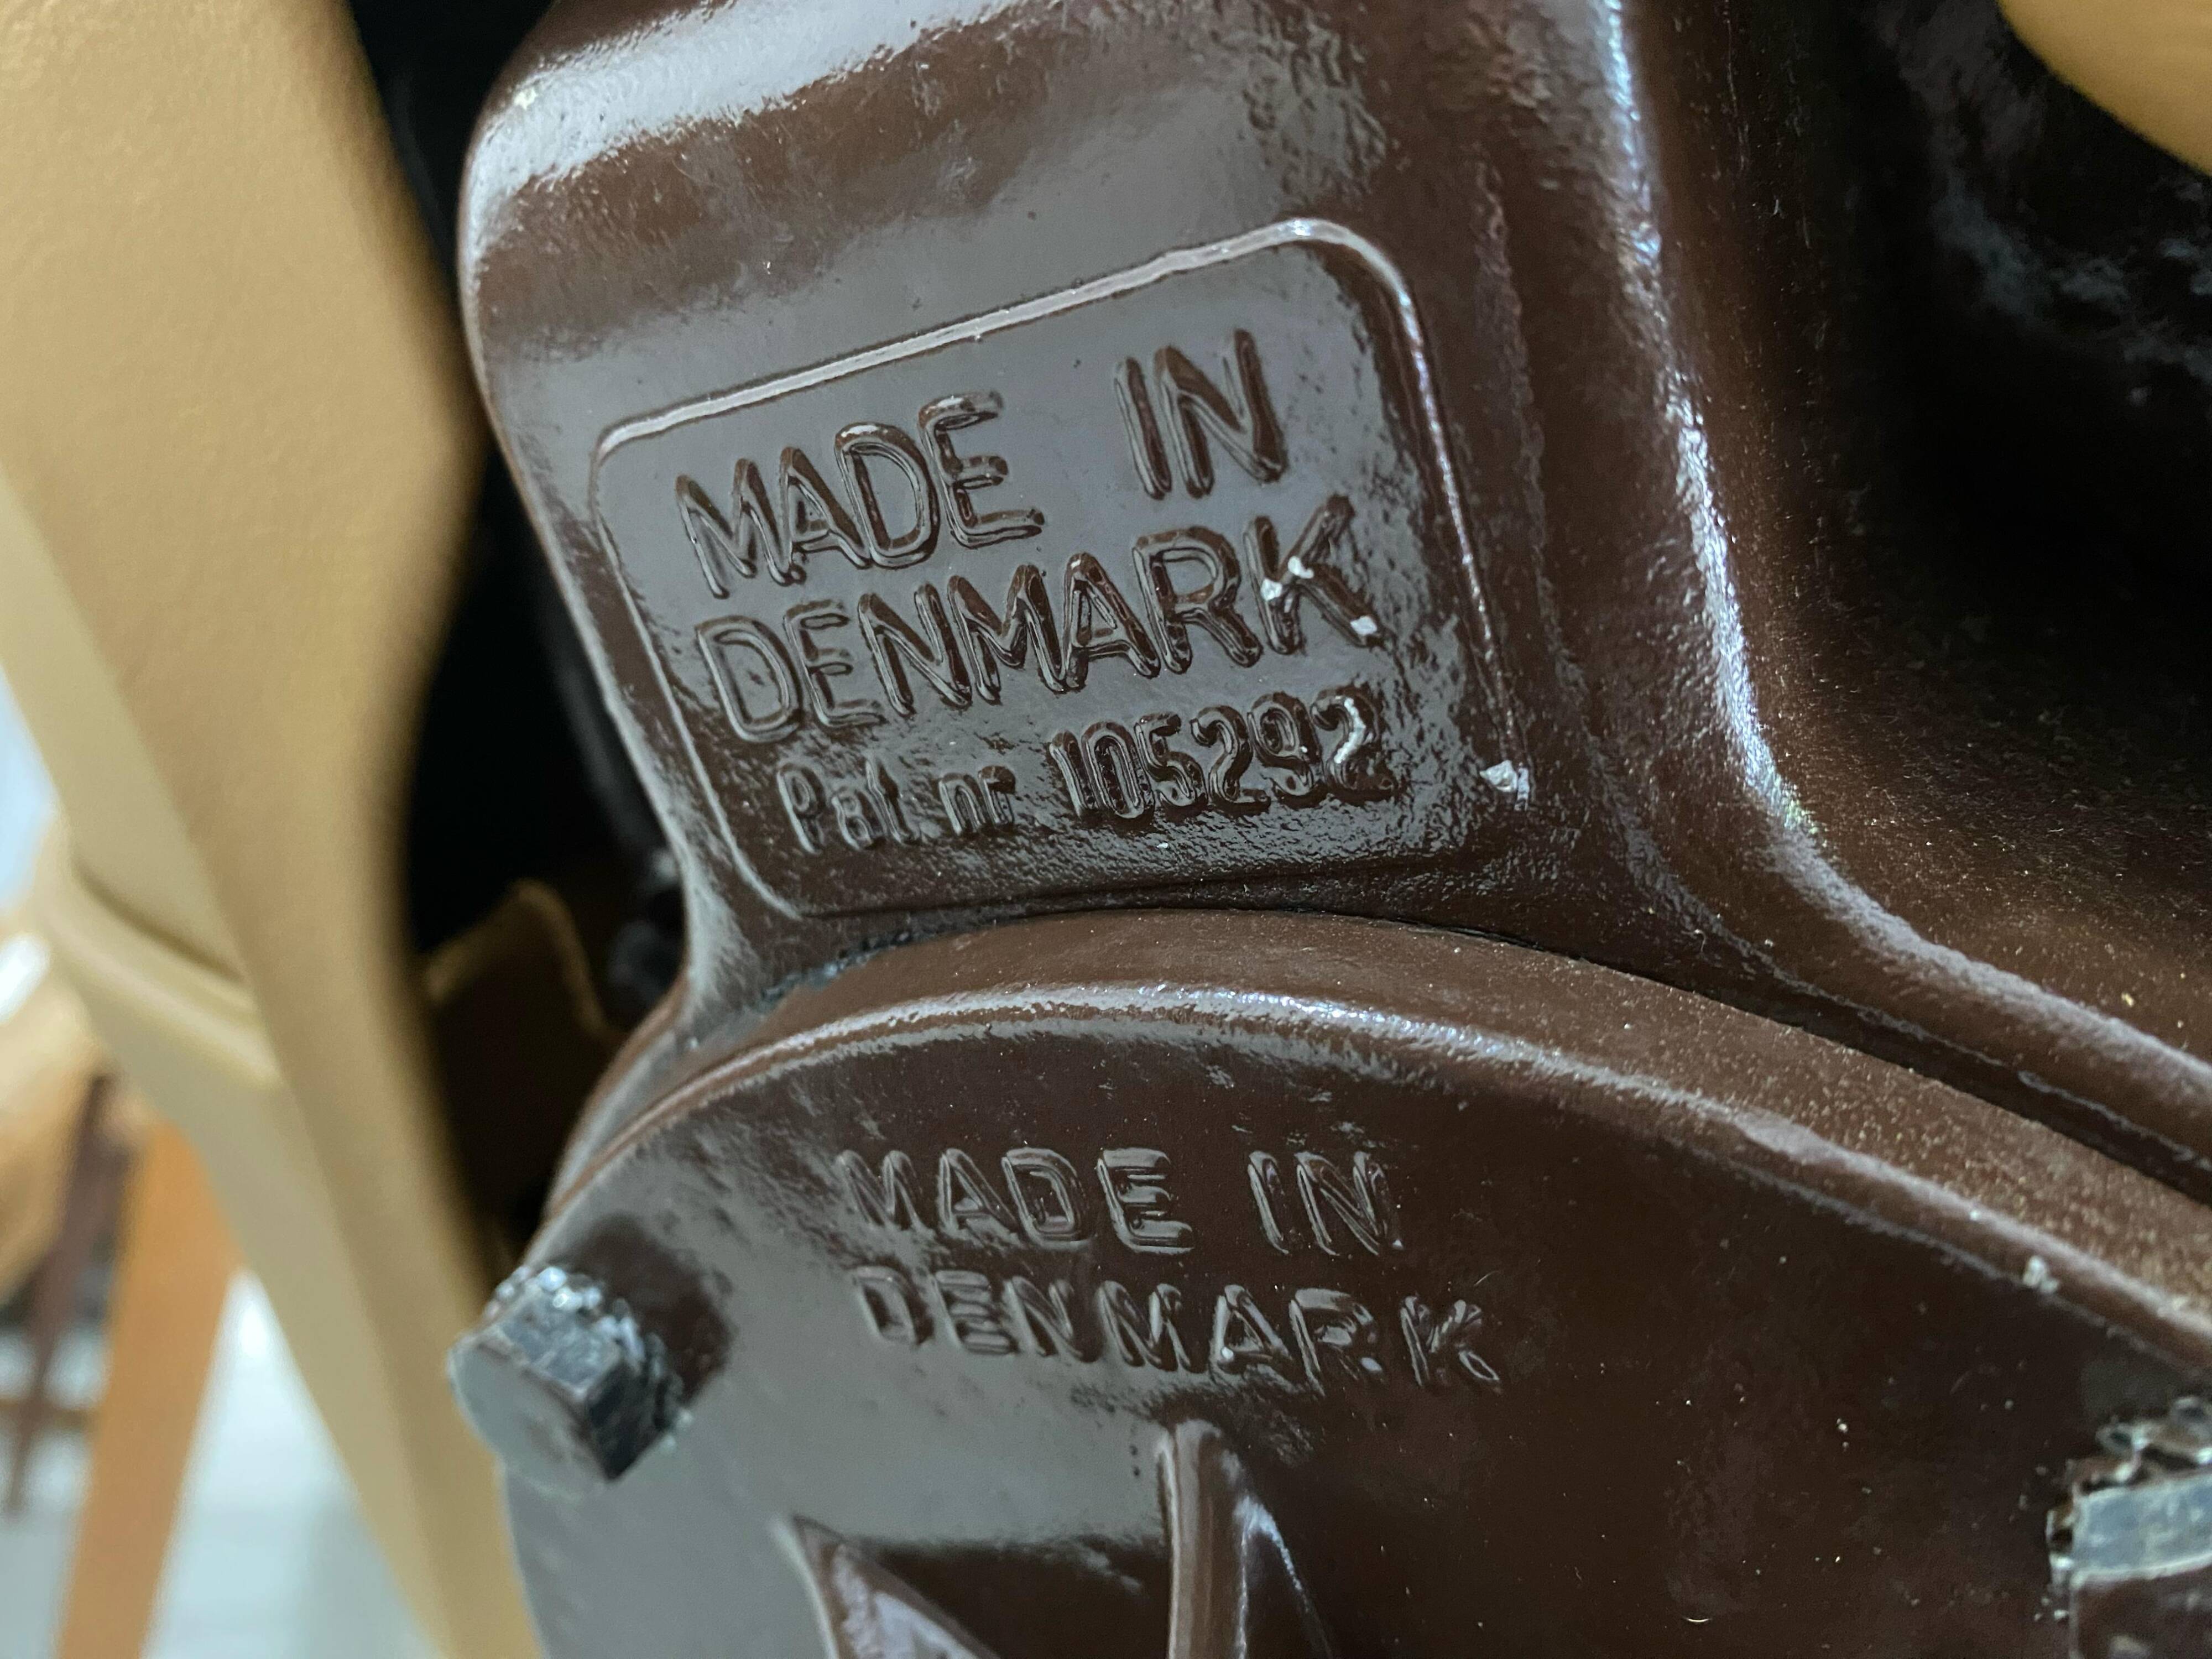 MADE IN
DENMARK
Pat. nr 105292
MADE IN
DENMARK